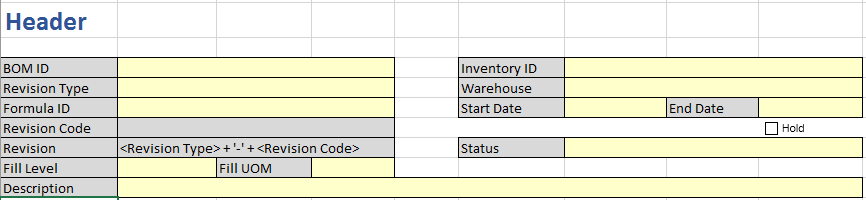 Header
BOM ID Inventory ID
Revision Type Warehouse
Formula ID Start Date End Date
Revision Code Hold
Revision <Revision Type> + '-' + <Revision Code> Status
Fill Level Fill UOM
Description